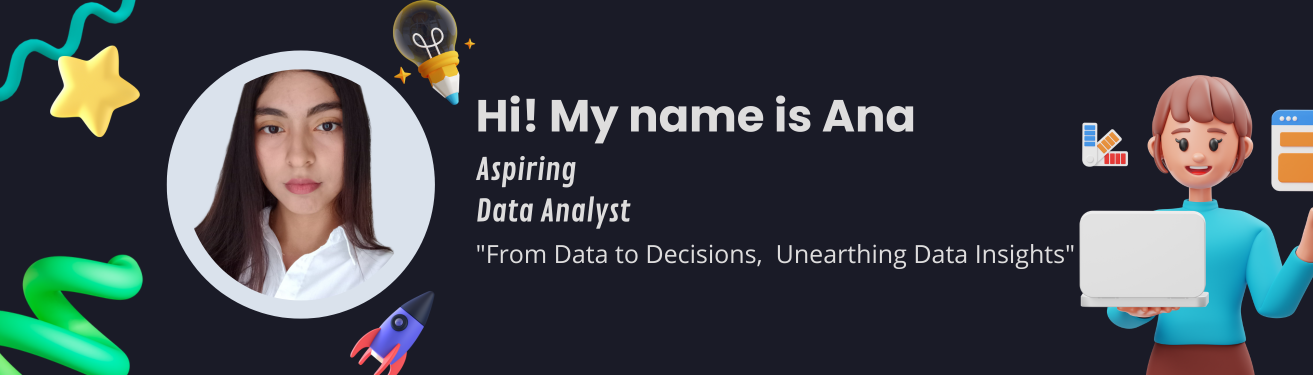 Hi! My name is Ana
Aspiring
Data Analyst
"From Data to Decisions,  Unearthing Data Insights"